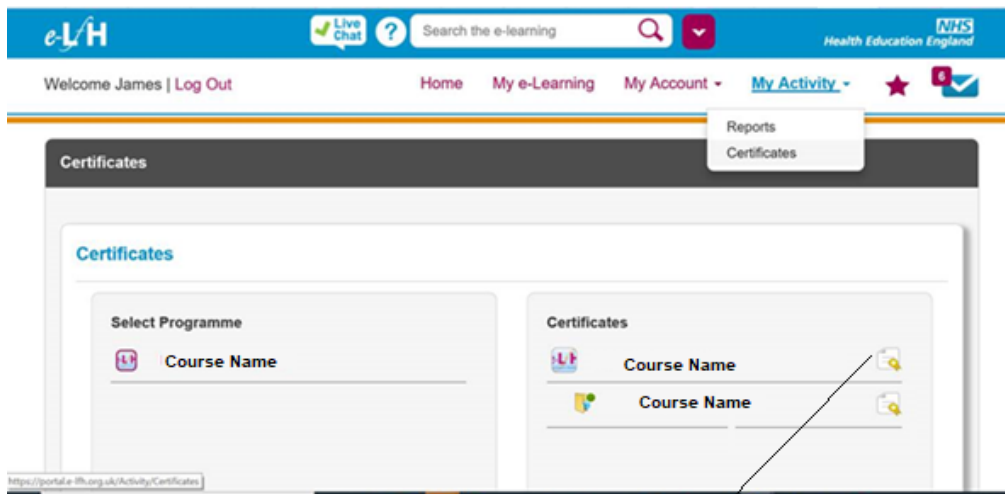 e-LfH
Live Chat
?
Search the e-learning
NHS
Health Education England
Welcome James | Log Out
Home
My e-Learning
My Account
My Activity
6
Reports
Certificates
Certificates
Certificates
Select Programme
Course Name
Certificates
Course Name
Course Name
https://portal.e-lfh.org.uk/Activity/Certificates